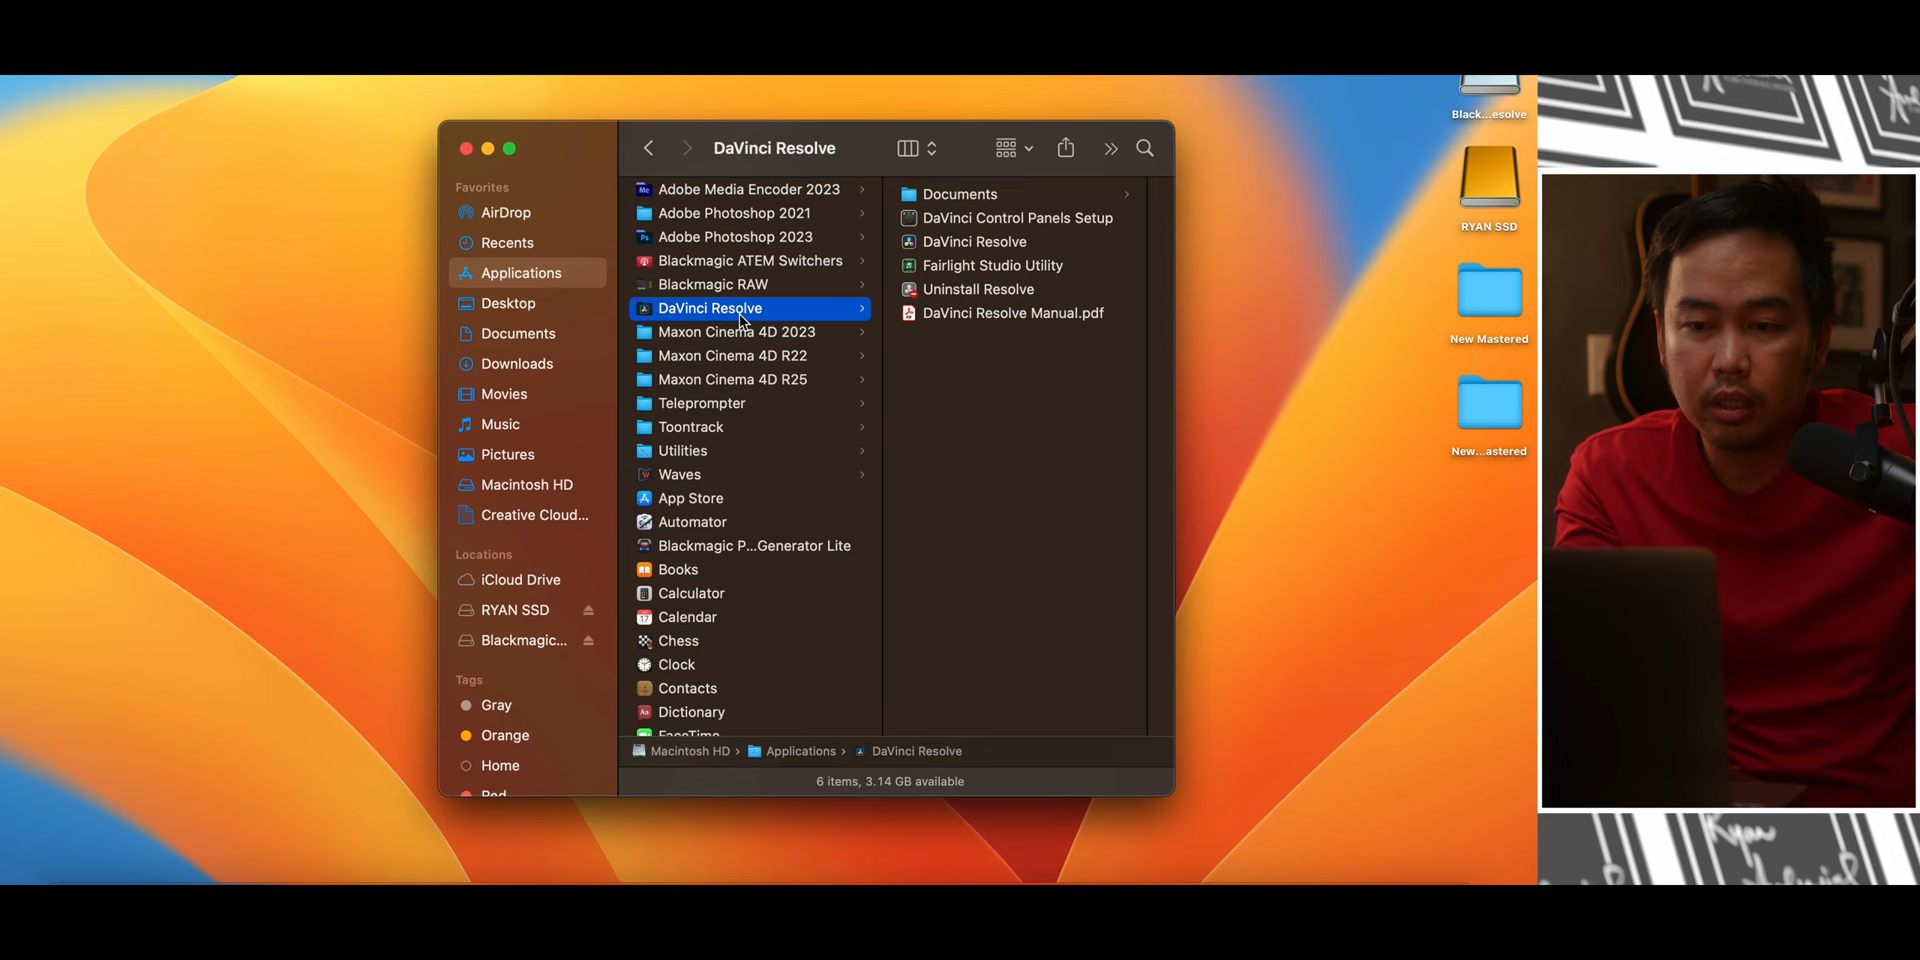 DaVinci Resolve
Favorites
AirDrop
Recents
Applications
Desktop
Documents
Downloads
Movies
Music
Pictures
Macintosh HD
Creative Cloud...
Locations
iCloud Drive
RYAN SSD
Blackmagic...
Tags
Gray
Orange
Home
Red
Adobe Media Encoder 2023
Adobe Photoshop 2021
Adobe Photoshop 2023
Blackmagic ATEM Switchers
Blackmagic RAW
DaVinci Resolve
Maxon Cinema 4D 2023
Maxon Cinema 4D R22
Maxon Cinema 4D R25
Teleprompter
Toontrack
Utilities
Waves
App Store
Automator
Blackmagic P...Generator Lite
Books
Calculator
Calendar
Chess
Clock
Contacts
Dictionary
FaceTime
Documents
DaVinci Control Panels Setup
DaVinci Resolve
Fairlight Studio Utility
Uninstall Resolve
DaVinci Resolve Manual.pdf
Macintosh HD › Applications › DaVinci Resolve
6 items, 3.14 GB available
Black...esolve
RYAN SSD
New Mastered
New...astered
Ryan